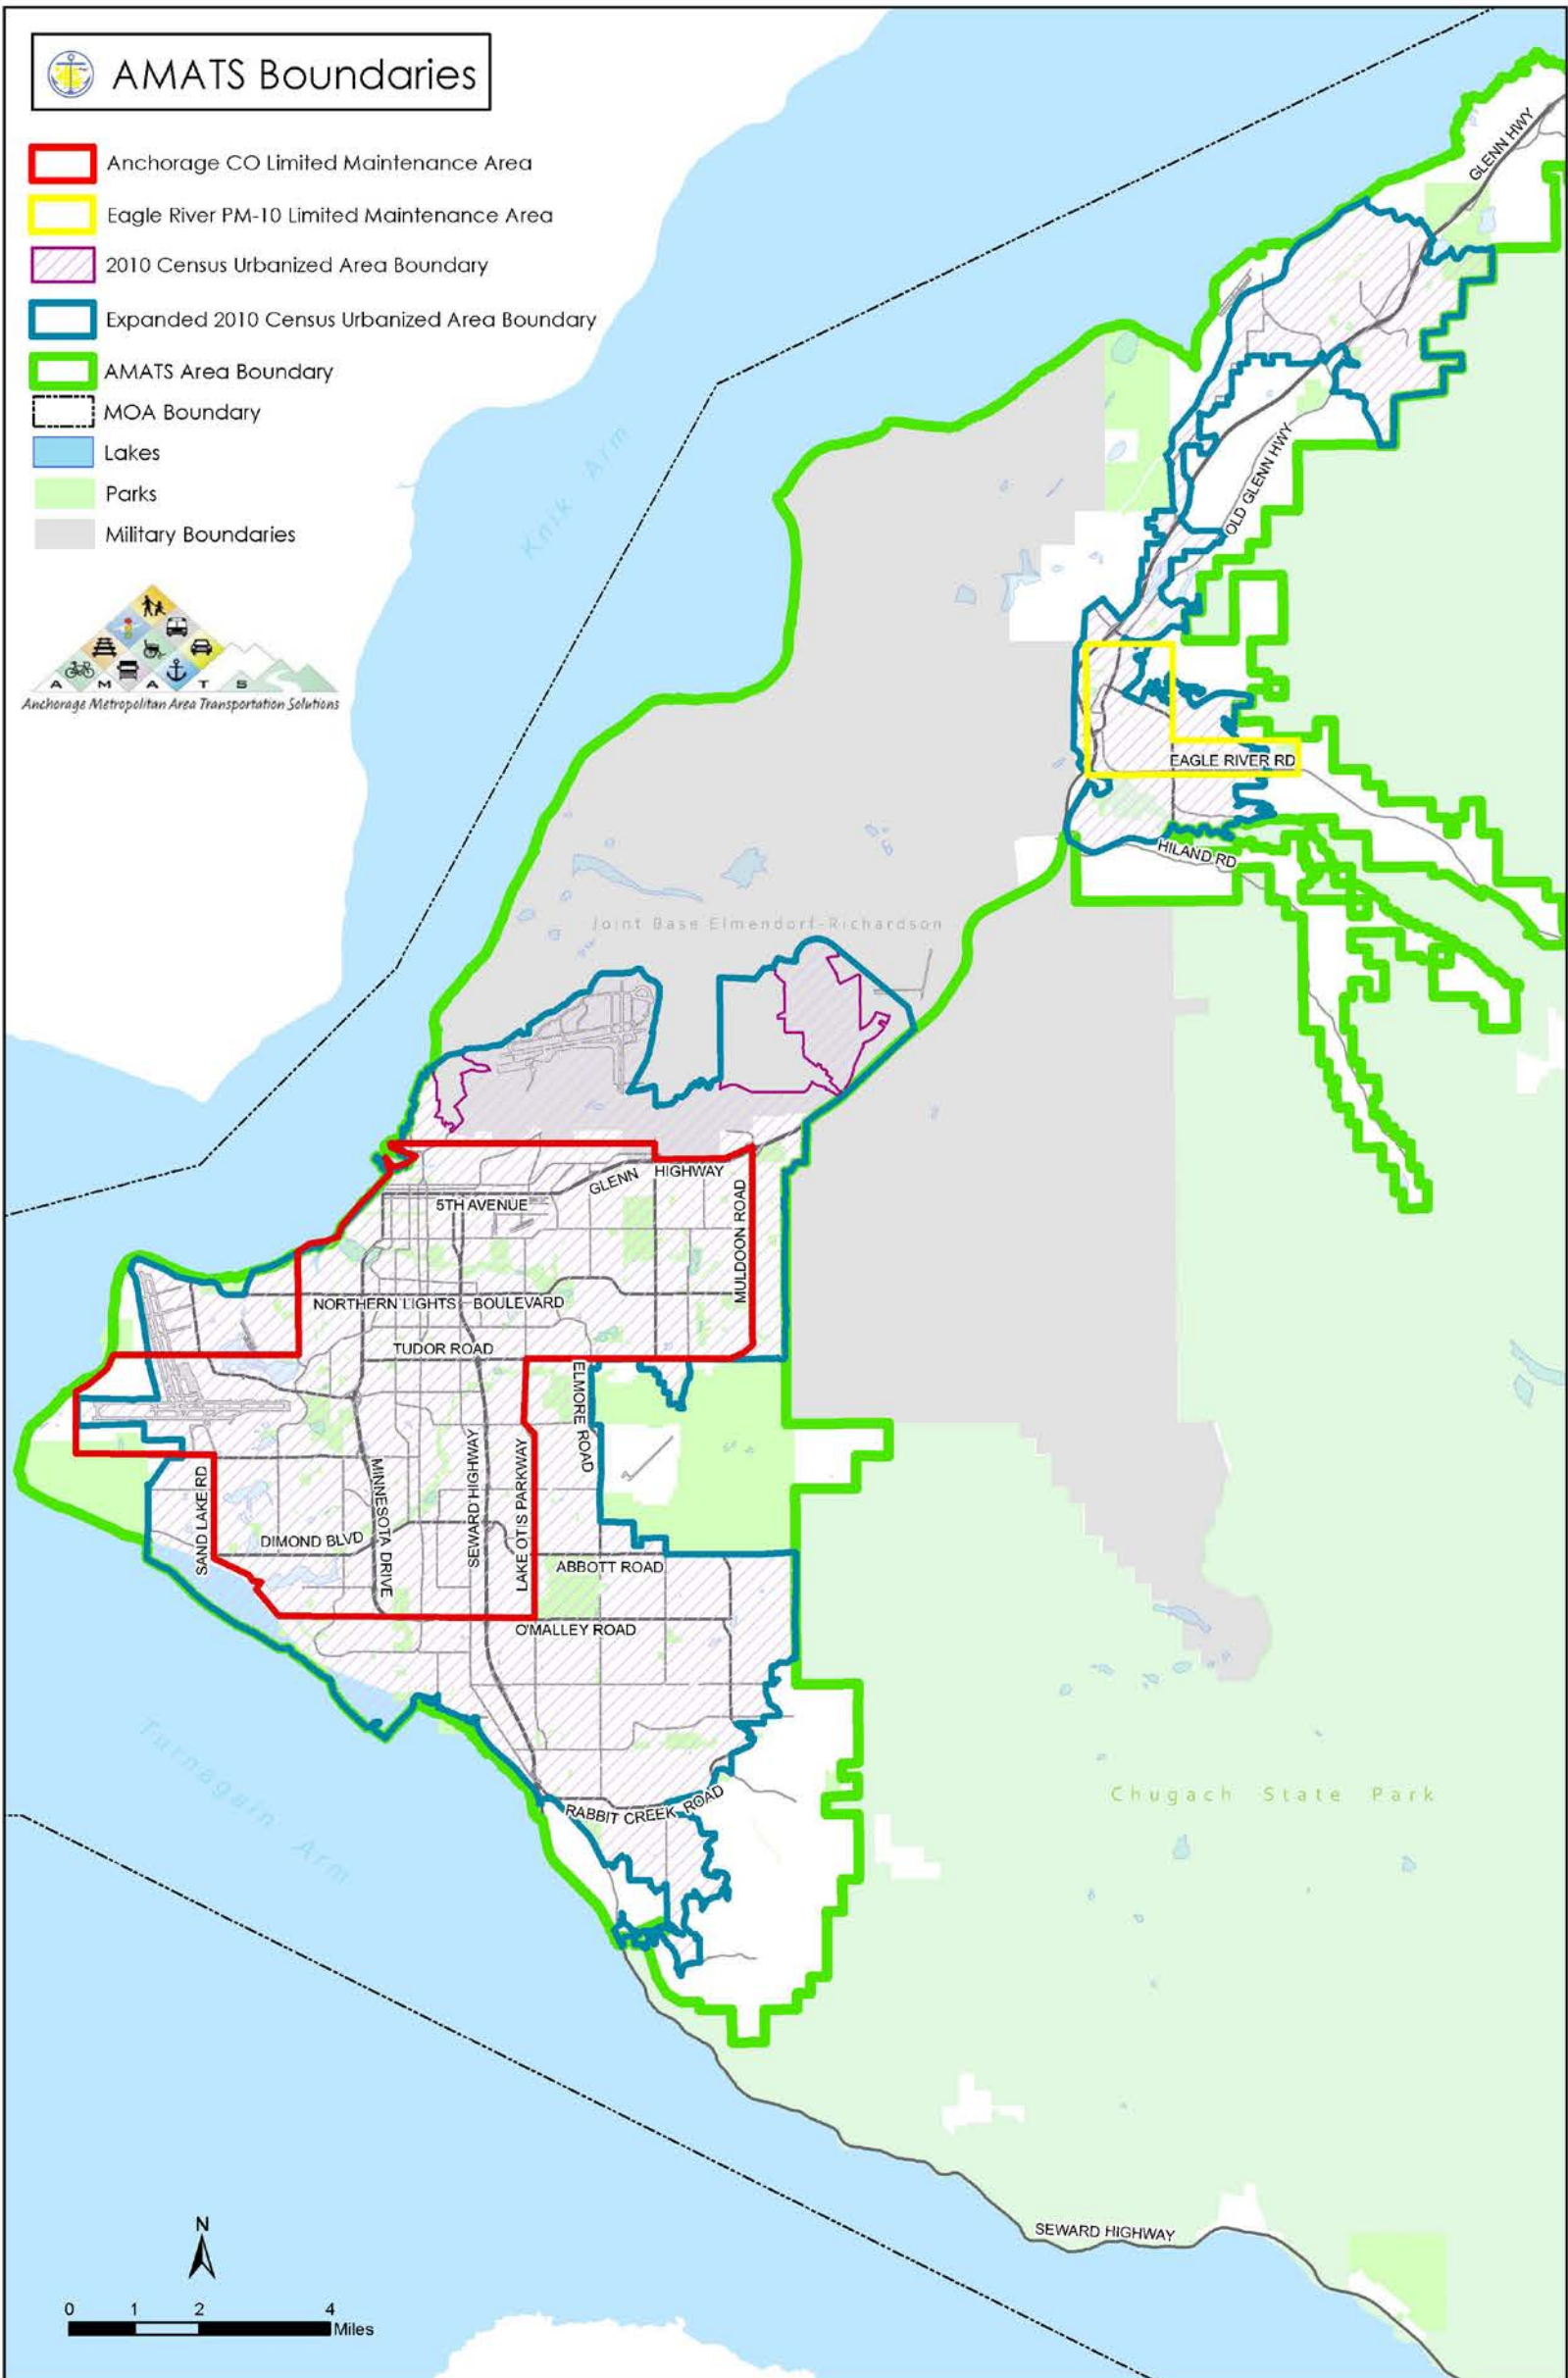 AMATS Boundaries
Anchorage CO Limited Maintenance Area
Eagle River PM-10 Limited Maintenance Area
2010 Census Urbanized Area Boundary
Expanded 2010 Census Urbanized Area Boundary
AMATS Area Boundary
MOA Boundary
Lakes
Parks
Military Boundaries
A M A T S
Anchorage Metropolitan Area Transportation Solutions
GLENN HWY
Knik Arm
OLD GLENN HWY
EAGLE RIVER RD
HILAND RD
Joint Base Elmendorf-Richardson
GLENN HIGHWAY
5TH AVENUE
MULDOON ROAD
NORTHERN LIGHTS BOULEVARD
TUDOR ROAD
ELMORE ROAD
SAND LAKE RD
MINNESOTA DRIVE
SEWARD HIGHWAY
LAKE OTIS PARKWAY
DIMOND BLVD
ABBOTT ROAD
O'MALLEY ROAD
Turnagain Arm
RABBIT CREEK ROAD
Chugach State Park
SEWARD HIGHWAY
N
0 1 2 4
Miles